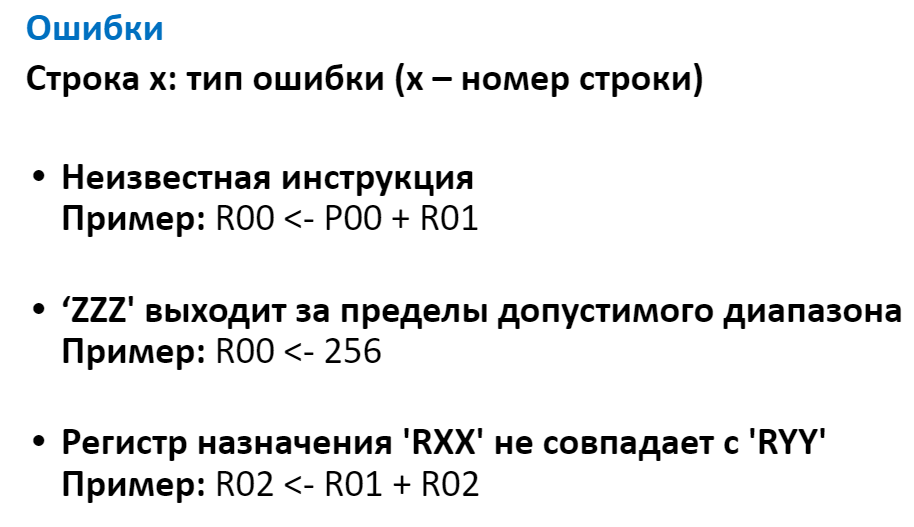 Ошибки
Строка x: тип ошибки (x – номер строки)
• Неизвестная инструкция
Пример: R00 <- P00 + R01
• ‘ZZZ' выходит за пределы допустимого диапазона
Пример: R00 <- 256
• Регистр назначения 'RXX' не совпадает с 'RYY'
Пример: R02 <- R01 + R02